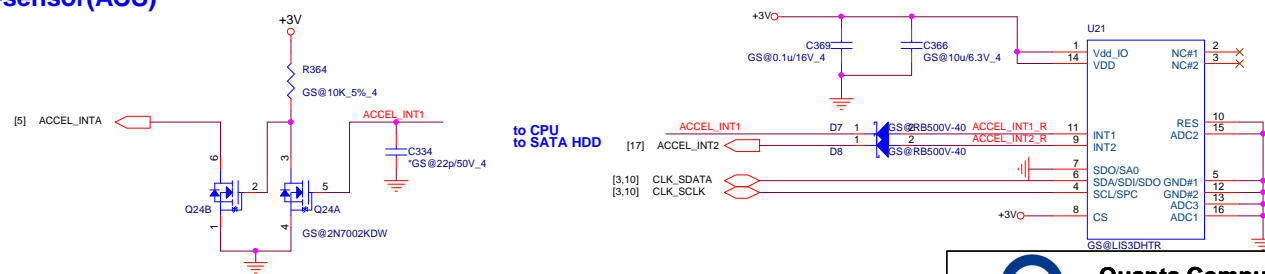 sensor(ACU)
+3V
R364
GS@10K_5%_4
[5] ACCEL_INTA
ACCEL_INT1
C334
*GS@22p/50V_4
6
3
2
5
Q24B
Q24A
1
4
GS@2N7002KDW
to CPU
to SATA HDD
+3V
C369
GS@0.1u/16V_4
C366
GS@10u/6.3V_4
U21
1
Vdd_IO
NC#1
2
14
VDD
NC#2
3
RES
10
ADC2
15
ACCEL_INT1
D7
1
2
GS@RB500V-40
ACCEL_INT1_R
11
INT1
[17] ACCEL_INT2
D8
1
2
GS@RB500V-40
ACCEL_INT2_R
9
INT2
7
SDO/SA0
[3,10] CLK_SDATA
6
SDA/SDI/SDO
GND#1
5
[3,10] CLK_SCLK
4
SCL/SPC
GND#2
12
ADC3
13
+3V
8
CS
ADC1
16
GS@LIS3DHTR